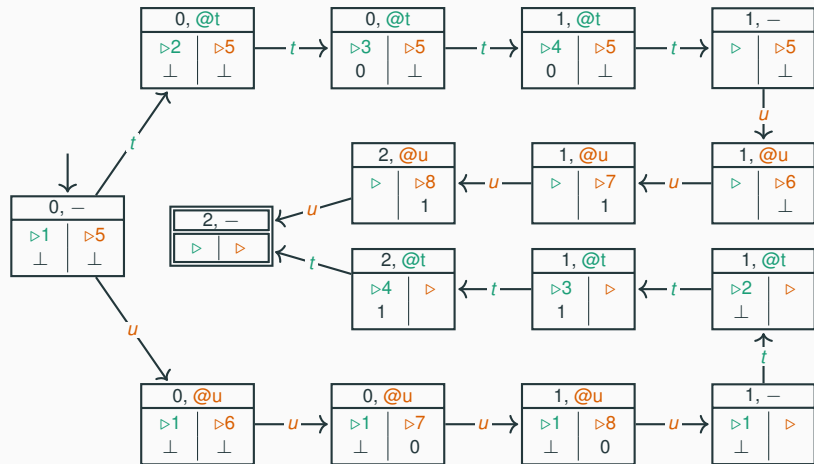 0, @t
▷2 ▷5
⊥ ⊥
t
0, @t
▷3 ▷5
0 ⊥
t
1, @t
▷4 ▷5
0 ⊥
t
1, –
▷ ▷5
⊥
u
t
2, @u
▷ ▷8
1
u
1, @u
▷ ▷7
1
u
1, @u
▷ ▷6
⊥
0, –
▷1 ▷5
⊥ ⊥
2, –
▷ ▷
u
t
2, @t
▷4 ▷
1
t
1, @t
▷3 ▷
1
t
1, @t
▷2 ▷
⊥
u
t
0, @u
▷1 ▷6
⊥ ⊥
u
0, @u
▷1 ▷7
⊥ 0
u
1, @u
▷1 ▷8
⊥ 0
u
1, –
▷1 ▷
⊥